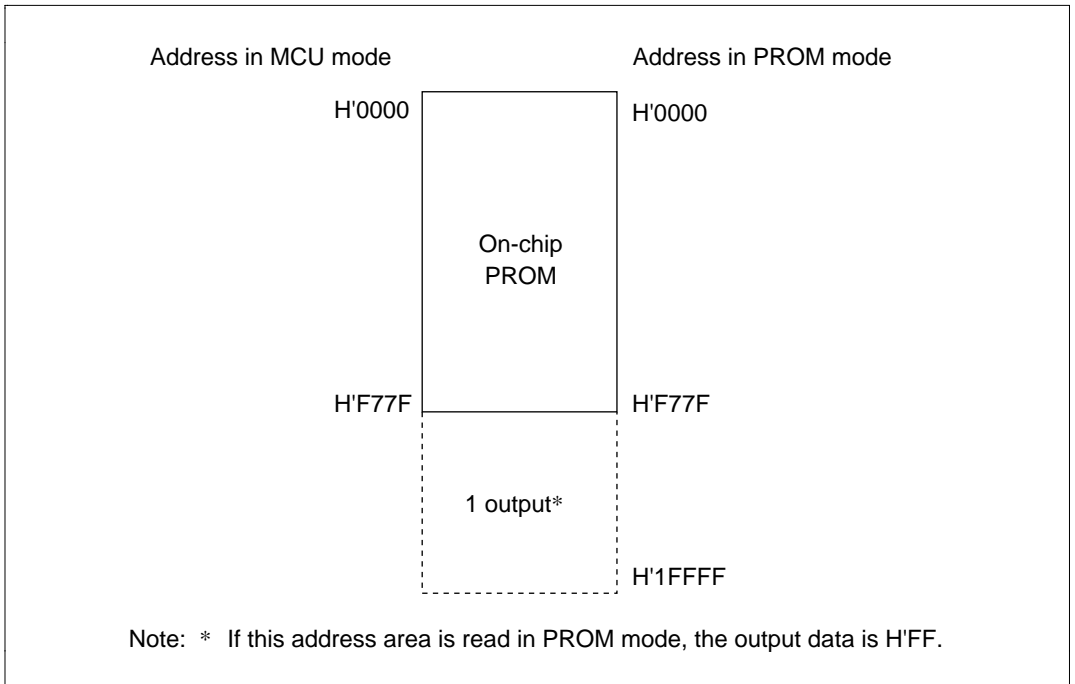 Address in MCU mode
Address in PROM mode
H'0000
H'0000
On-chip
PROM
H'F77F
H'F77F
1 output*
H'1FFFF
Note: * If this address area is read in PROM mode, the output data is H'FF.